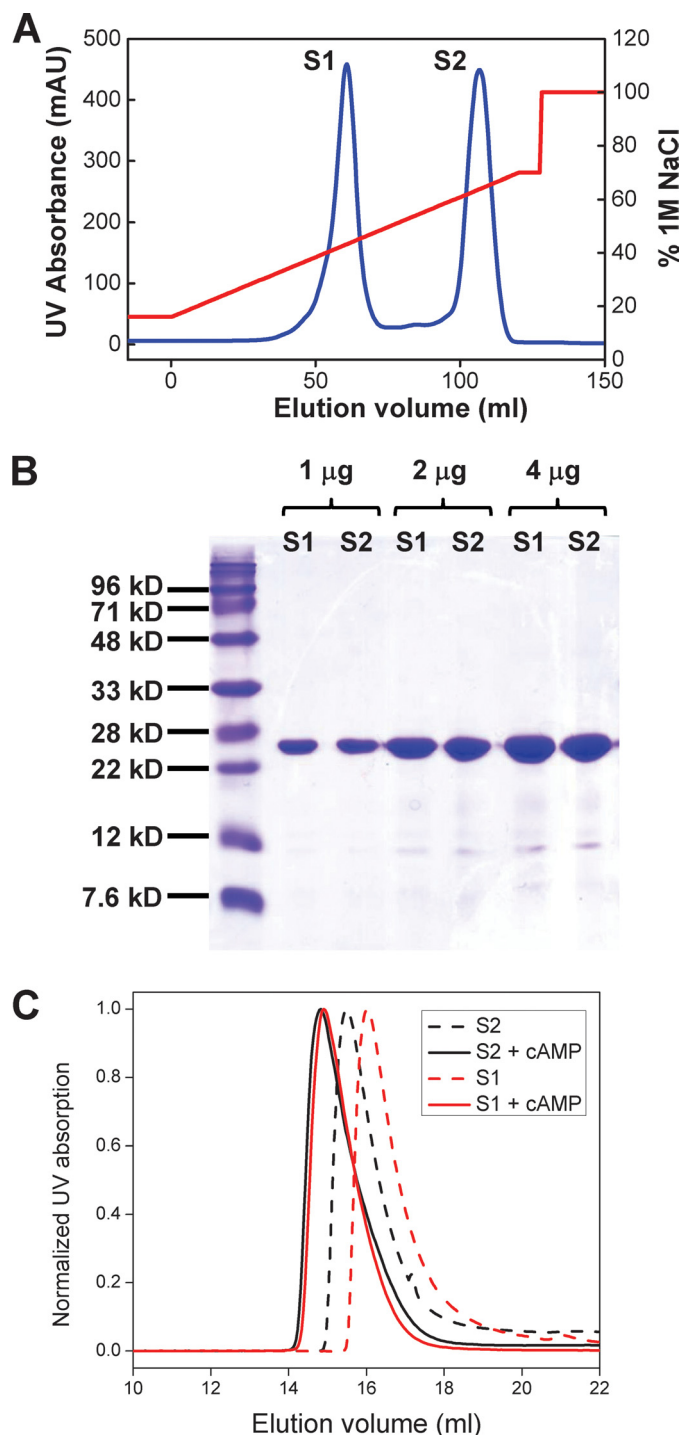 A
S1
S2
UV Absorbance (mAU)
500
400
300
200
100
0
120
100
80
60
40
20
0
% 1M NaCl
0
50
100
150
Elution volume (ml)
B
1 μg
2 μg
4 μg
S1 S2 S1 S2 S1 S2
96 kD
71 kD
48 kD
33 kD
28 kD
22 kD
12 kD
7.6 kD
C
Normalized UV absorption
1.0
0.8
0.6
0.4
0.2
0.0
S2
S2 + cAMP
S1
S1 + cAMP
10 12 14 16 18 20 22
Elution volume (ml)